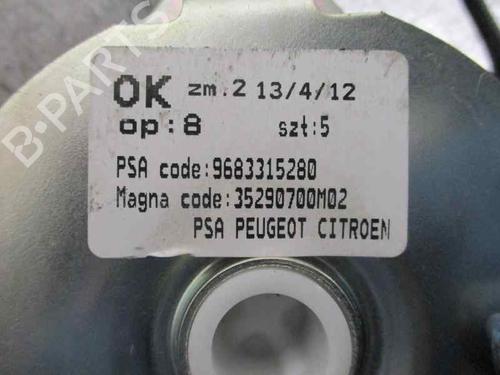 OK zm.2 13/4/12
op:8 szt:5
PSA code:9683315280
Magna code:35290700M02
PSA PEUGEOT CITROEN
B-PARTS